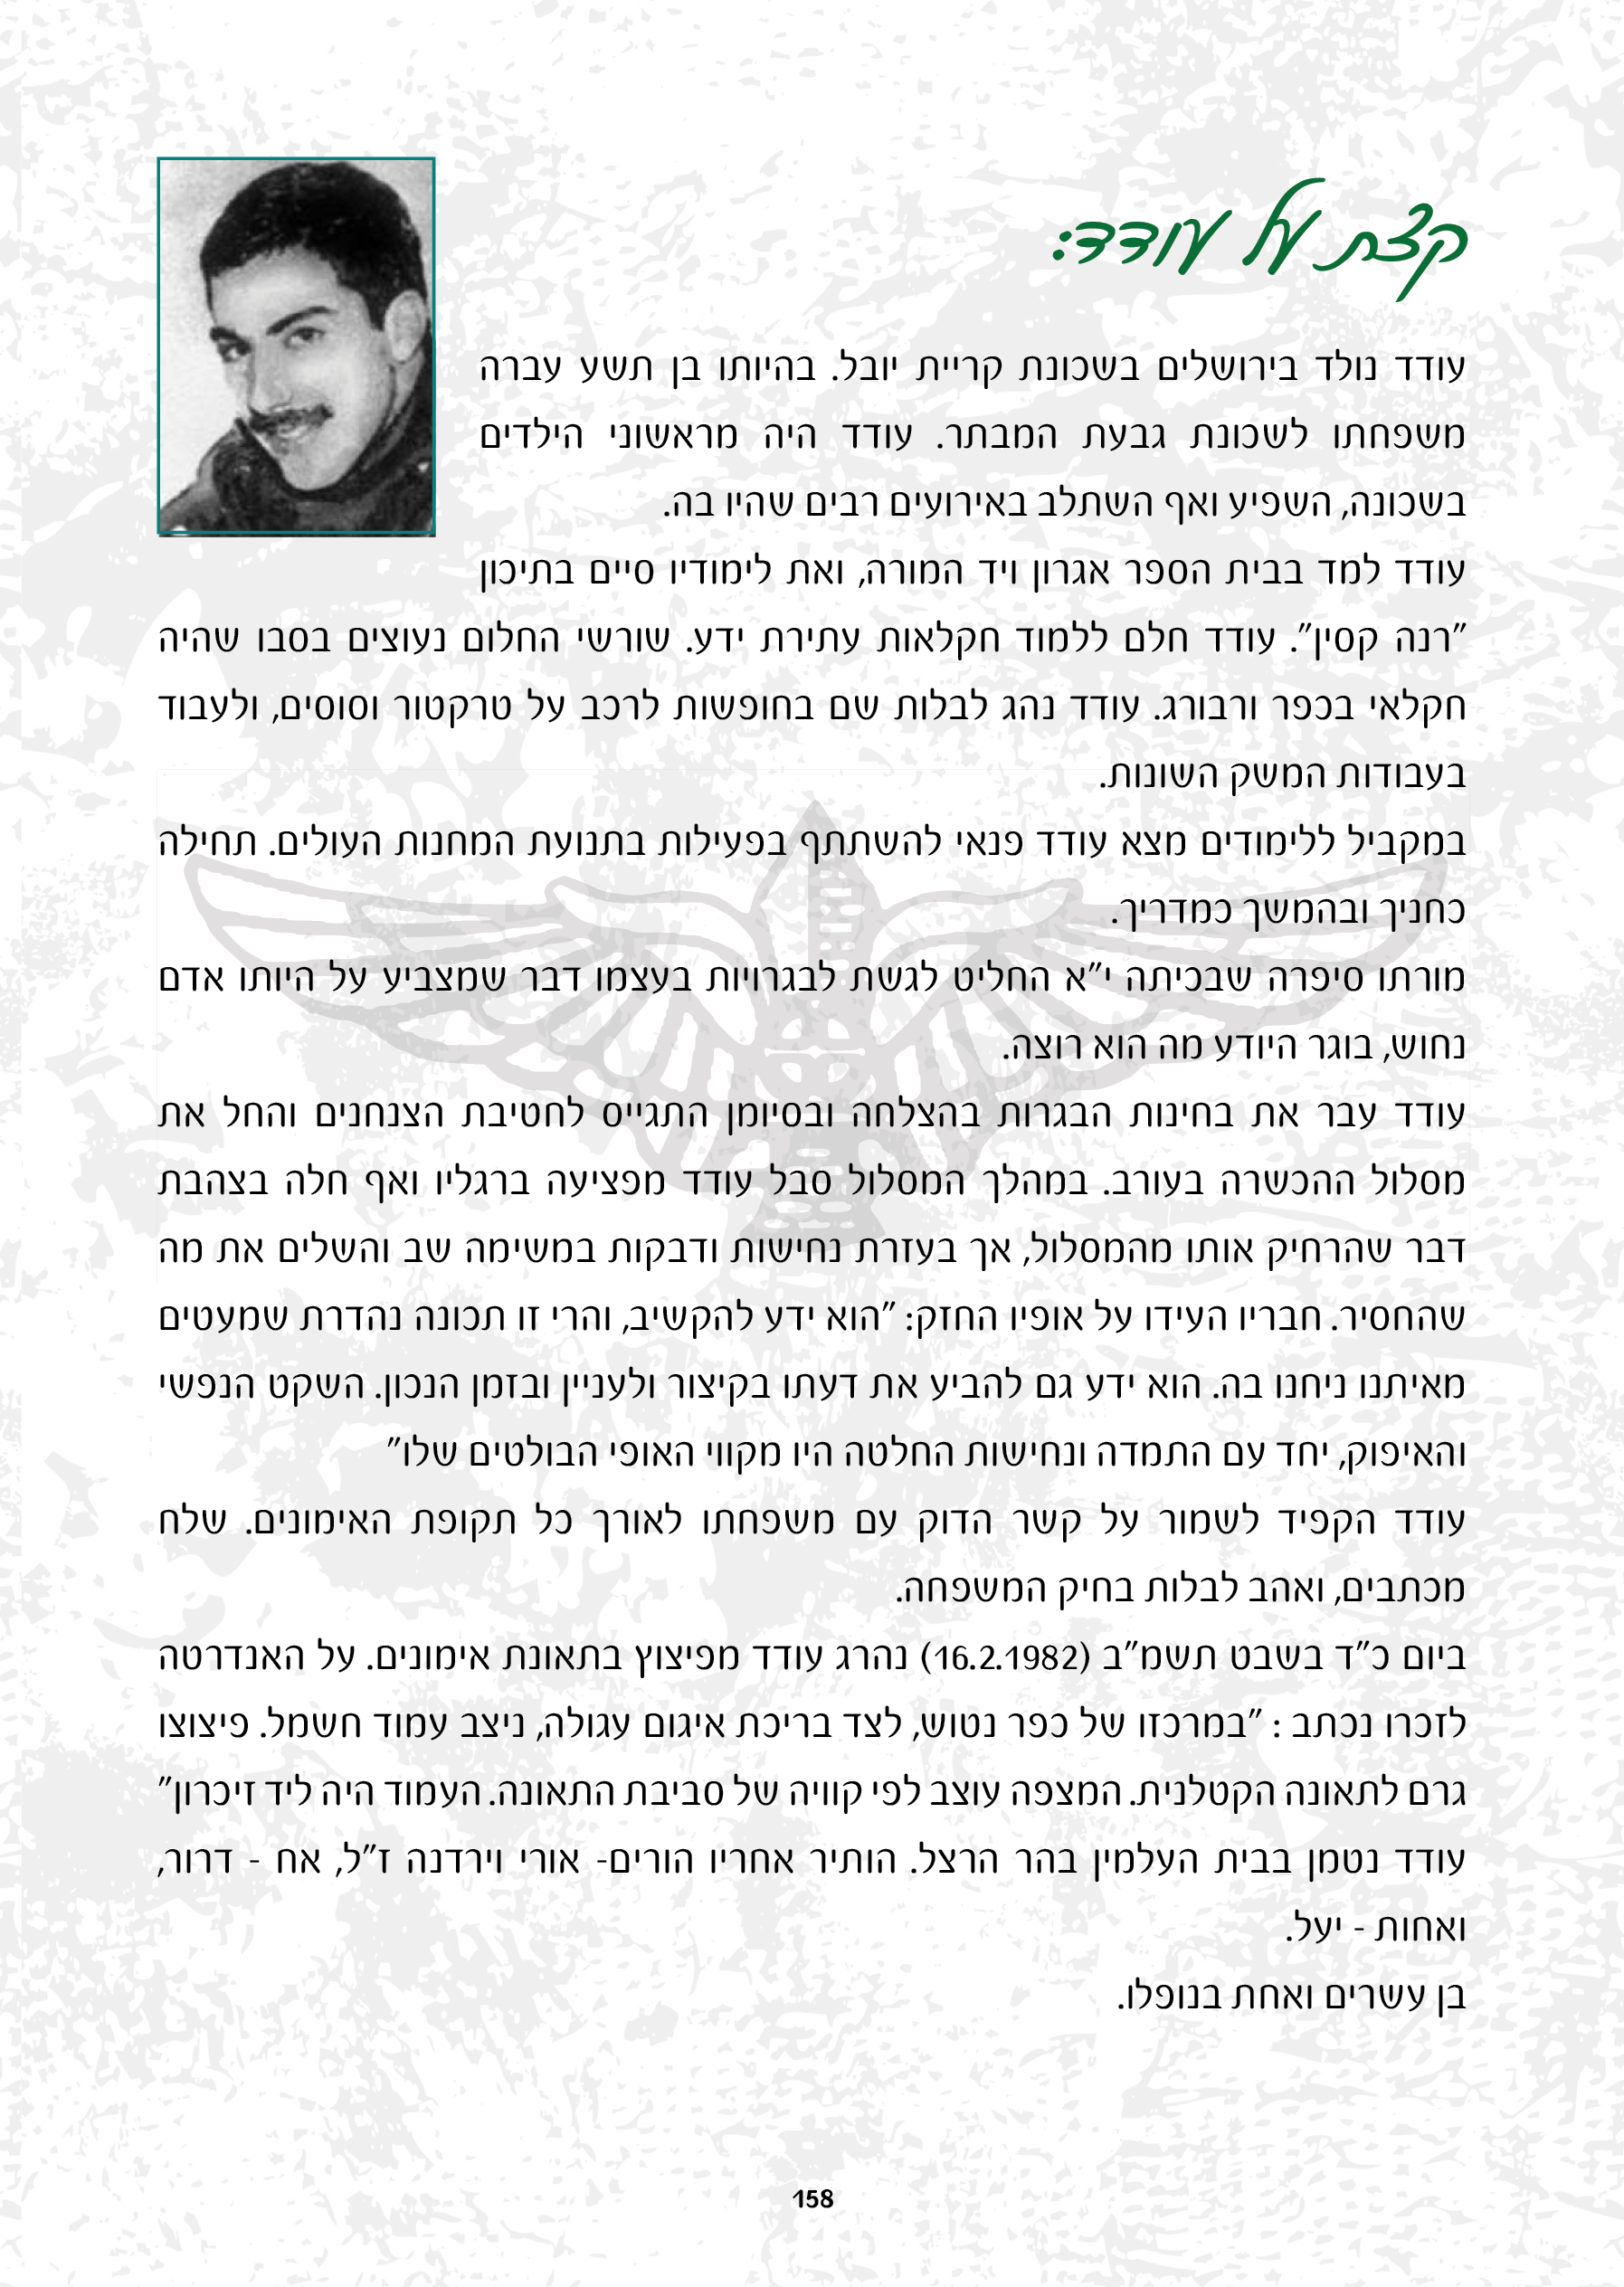 קצת על עודד:
עודד נולד בירושלים בשכונת קריית יובל. בהיותו בן תשע עברה
משפחתו לשכונת גבעת המבתר. עודד היה מראשוני הילדים
בשכונה, השפיע ואף השתלב באירועים רבים שהיו בה.
עודד למד בבית הספר אגרון ויד המורה, ואת לימודיו סיים בתיכון
"רנה קסין". עודד חלם ללמוד חקלאות עתירת ידע. שורשי החלום נעוצים בסבו שהיה
חקלאי בכפר ורבורג. עודד נהג לבלות שם בחופשות לרכב על טרקטור וסוסים, ולעבוד
בעבודות המשק השונות.
במקביל ללימודים מצא עודד פנאי להשתתף בפעילות בתנועת המחנות העולים. תחילה
כחניך ובהמשך כמדריך.
מורתו סיפרה שבכיתה י"א החליט לגשת לבגרויות בעצמו דבר שמצביע על היותו אדם
נחוש, בוגר היודע מה הוא רוצה.
עודד עבר את בחינות הבגרות בהצלחה ובסיומן התגייס לחטיבת הצנחנים והחל את
מסלול ההכשרה בעורב. במהלך המסלול סבל עודד מפציעה ברגליו ואף חלה בצהבת
דבר שהרחיק אותו מהמסלול, אך בעזרת נחישות ודבקות במשימה שב והשלים את מה
שהחסיר. חבריו העידו על אופיו החזק: "הוא ידע להקשיב, והרי זו תכונה נהדרת שמעטים
מאיתנו ניחנו בה. הוא ידע גם להביע את דעתו בקיצור ולעניין ובזמן הנכון. השקט הנפשי
והאיפוק, יחד עם התמדה ונחישות החלטה היו מקווי האופי הבולטים שלו"
עודד הקפיד לשמור על קשר הדוק עם משפחתו לאורך כל תקופת האימונים. שלח
מכתבים, ואהב לבלות בחיק המשפחה.
ביום כ"ד בשבט תשמ"ב (16.2.1982) נהרג עודד מפיצוץ בתאונת אימונים. על האנדרטה
לזכרו נכתב : "במרכזו של כפר נטוש, לצד בריכת איגום עגולה, ניצב עמוד חשמל. פיצוצו
גרם לתאונה הקטלנית. המצפה עוצב לפי קוויה של סביבת התאונה. העמוד היה ליד זיכרון"
עודד נטמן בבית העלמין בהר הרצל. הותיר אחריו הורים- אורי וירדנה ז"ל, אח - דרור,
ואחות - יעל.
בן עשרים ואחת בנופלו.
158